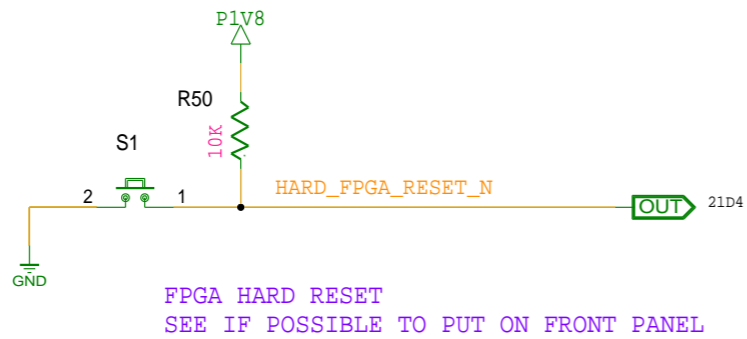 P1V8
R50
10K
S1
2
1
HARD_FPGA_RESET_N
OUT
21D4
GND
FPGA HARD RESET
SEE IF POSSIBLE TO PUT ON FRONT PANEL